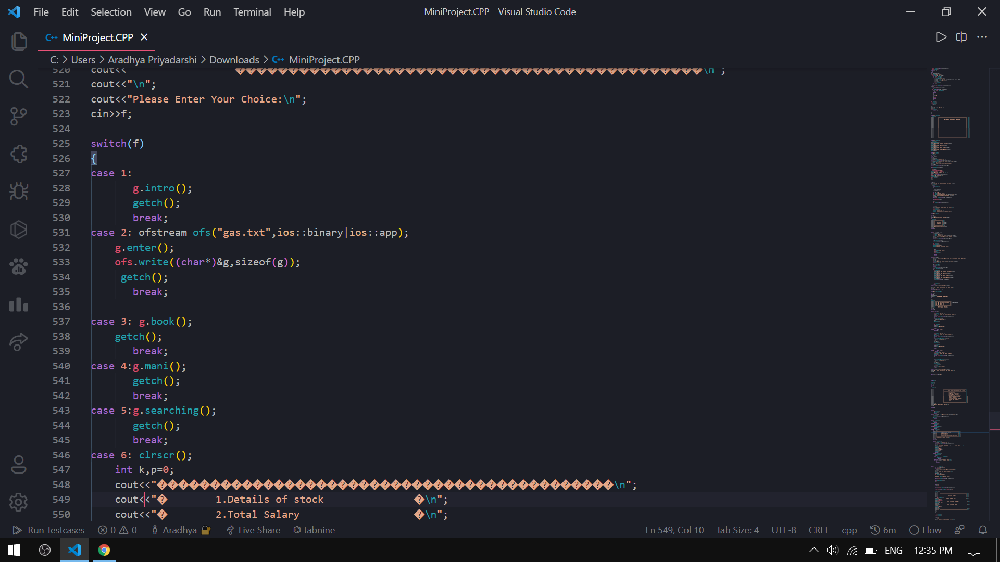 File Edit Selection View Go Run Terminal Help
MiniProject.CPP - Visual Studio Code
C++ MiniProject.CPP
C: > Users > Aradhya Priyadarshi > Downloads > C++ MiniProject.CPP
520 cout<< �������������������������������������������\n ;
521 cout<<"\n";
522 cout<<"Please Enter Your Choice:\n";
523 cin>>f;
524
525 switch(f)
526 {
527 case 1:
528 g.intro();
529 getch();
530 break;
531 case 2: ofstream ofs("gas.txt",ios::binary|ios::app);
532 g.enter();
533 ofs.write((char*)&g,sizeof(g));
534 getch();
535 break;
536
537 case 3: g.book();
538 getch();
539 break;
540 case 4:g.mani();
541 getch();
542 break;
543 case 5:g.searching();
544 getch();
545 break;
546 case 6: clrscr();
547 int k,p=0;
548 cout<<"�������������������������������������������\n";
549 cout<<"� 1.Details of stock �\n";
550 cout<<"� 2.Total Salary �\n";
Run Testcases 0 0 Aradhya Live Share tabnine
Ln 549, Col 10 Tab Size: 4 UTF-8 CRLF cpp 6m Flow
ENG 12:35 PM